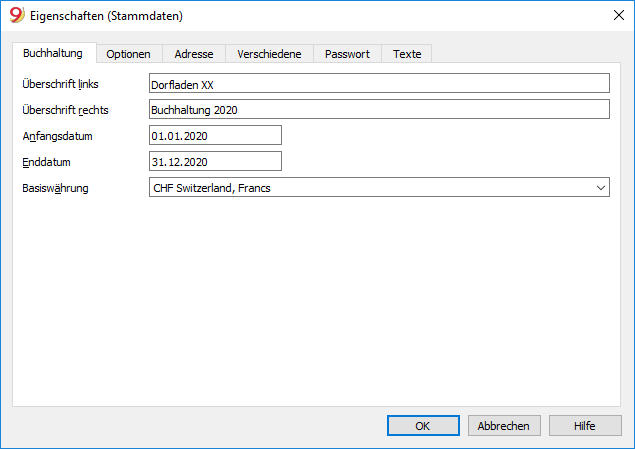 9 Eigenschaften (Stammdaten)
Buchhaltung Optionen Adresse Verschiedene Passwort Texte
Überschrift links Dorfladen XX
Überschrift rechts Buchhaltung 2020
Anfangsdatum 01.01.2020
Enddatum 31.12.2020
Basiswährung CHF Switzerland, Francs
OK Abbrechen Hilfe